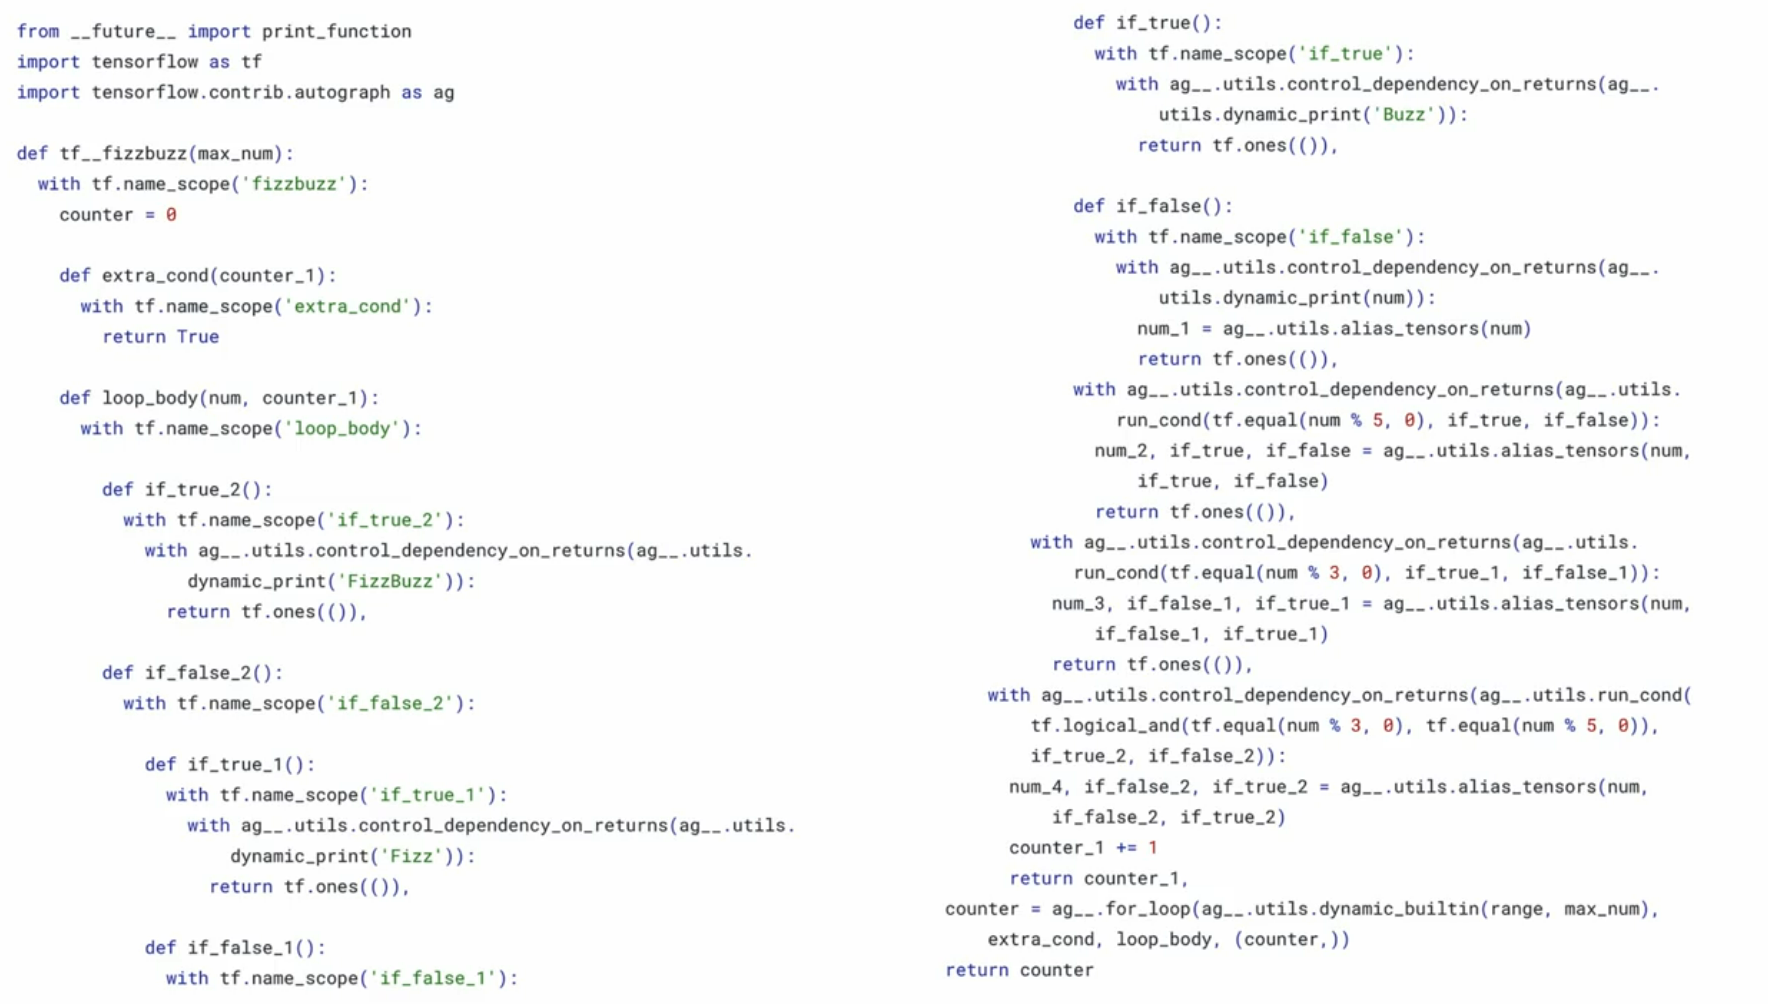 from __future__ import print_function
import tensorflow as tf
import tensorflow.contrib.autograph as ag

def tf__fizzbuzz(max_num):
  with tf.name_scope('fizzbuzz'):
    counter = 0

    def extra_cond(counter_1):
      with tf.name_scope('extra_cond'):
        return True

    def loop_body(num, counter_1):
      with tf.name_scope('loop_body'):

        def if_true_2():
          with tf.name_scope('if_true_2'):
            with ag__.utils.control_dependency_on_returns(ag__.utils.
                dynamic_print('FizzBuzz')):
              return tf.ones(()),

        def if_false_2():
          with tf.name_scope('if_false_2'):

            def if_true_1():
              with tf.name_scope('if_true_1'):
                with ag__.utils.control_dependency_on_returns(ag__.utils.
                    dynamic_print('Fizz')):
                  return tf.ones(()),

            def if_false_1():
              with tf.name_scope('if_false_1'):
                def if_true():
                  with tf.name_scope('if_true'):
                    with ag__.utils.control_dependency_on_returns(ag__.
                        utils.dynamic_print('Buzz')):
                      return tf.ones(()),

                def if_false():
                  with tf.name_scope('if_false'):
                    with ag__.utils.control_dependency_on_returns(ag__.
                        utils.dynamic_print(num)):
                      num_1 = ag__.utils.alias_tensors(num)
                      return tf.ones(()),
                with ag__.utils.control_dependency_on_returns(ag__.utils.
                    run_cond(tf.equal(num % 5, 0), if_true, if_false)):
                  num_2, if_true, if_false = ag__.utils.alias_tensors(num,
                      if_true, if_false)
                  return tf.ones(()),
            with ag__.utils.control_dependency_on_returns(ag__.utils.
                run_cond(tf.equal(num % 3, 0), if_true_1, if_false_1)):
              num_3, if_false_1, if_true_1 = ag__.utils.alias_tensors(num,
                  if_false_1, if_true_1)
              return tf.ones(()),
        with ag__.utils.control_dependency_on_returns(ag__.utils.run_cond(
            tf.logical_and(tf.equal(num % 3, 0), tf.equal(num % 5, 0)),
            if_true_2, if_false_2)):
          num_4, if_false_2, if_true_2 = ag__.utils.alias_tensors(num,
              if_false_2, if_true_2)
          counter_1 += 1
          return counter_1,
    counter = ag__.for_loop(ag__.utils.dynamic_builtin(range, max_num),
        extra_cond, loop_body, (counter,))
    return counter